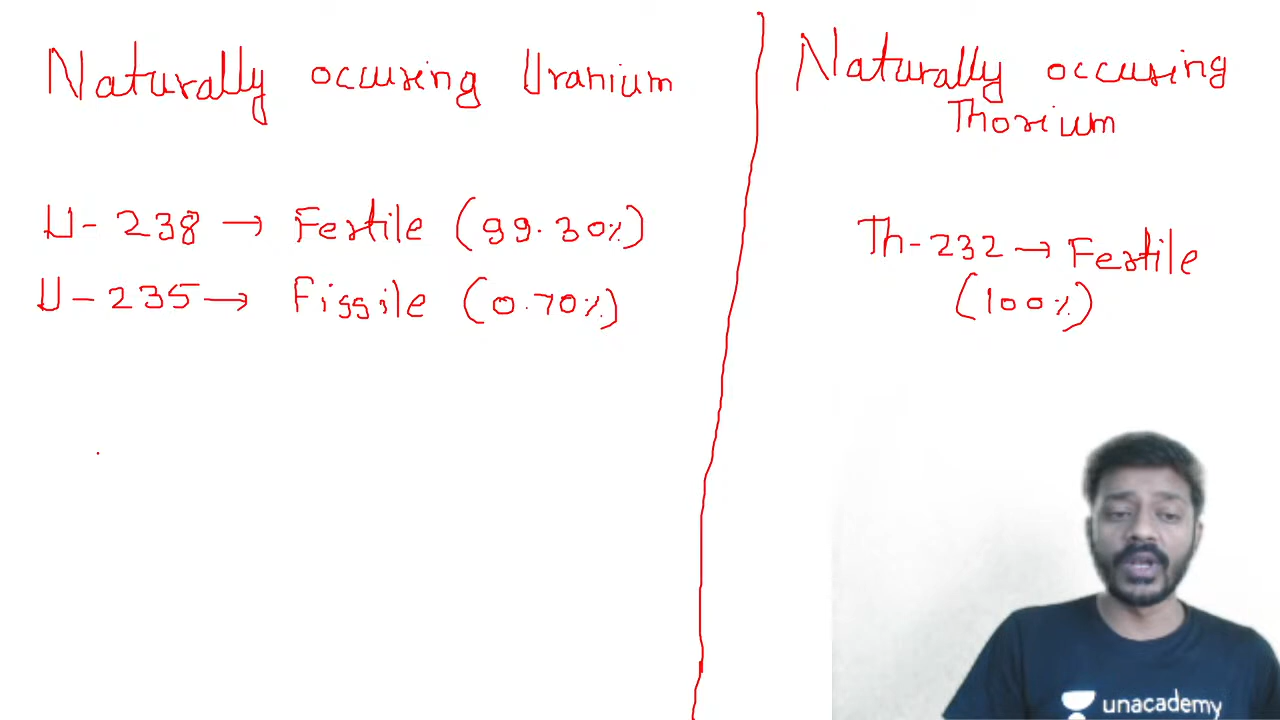 Naturally occuring Uranium
U- 238 → Fertile (99.30%)
U- 235 → Fissile (0.70%)
Naturally occuring
Thorium
Th-232 → Fertile
(100%)
unacademy